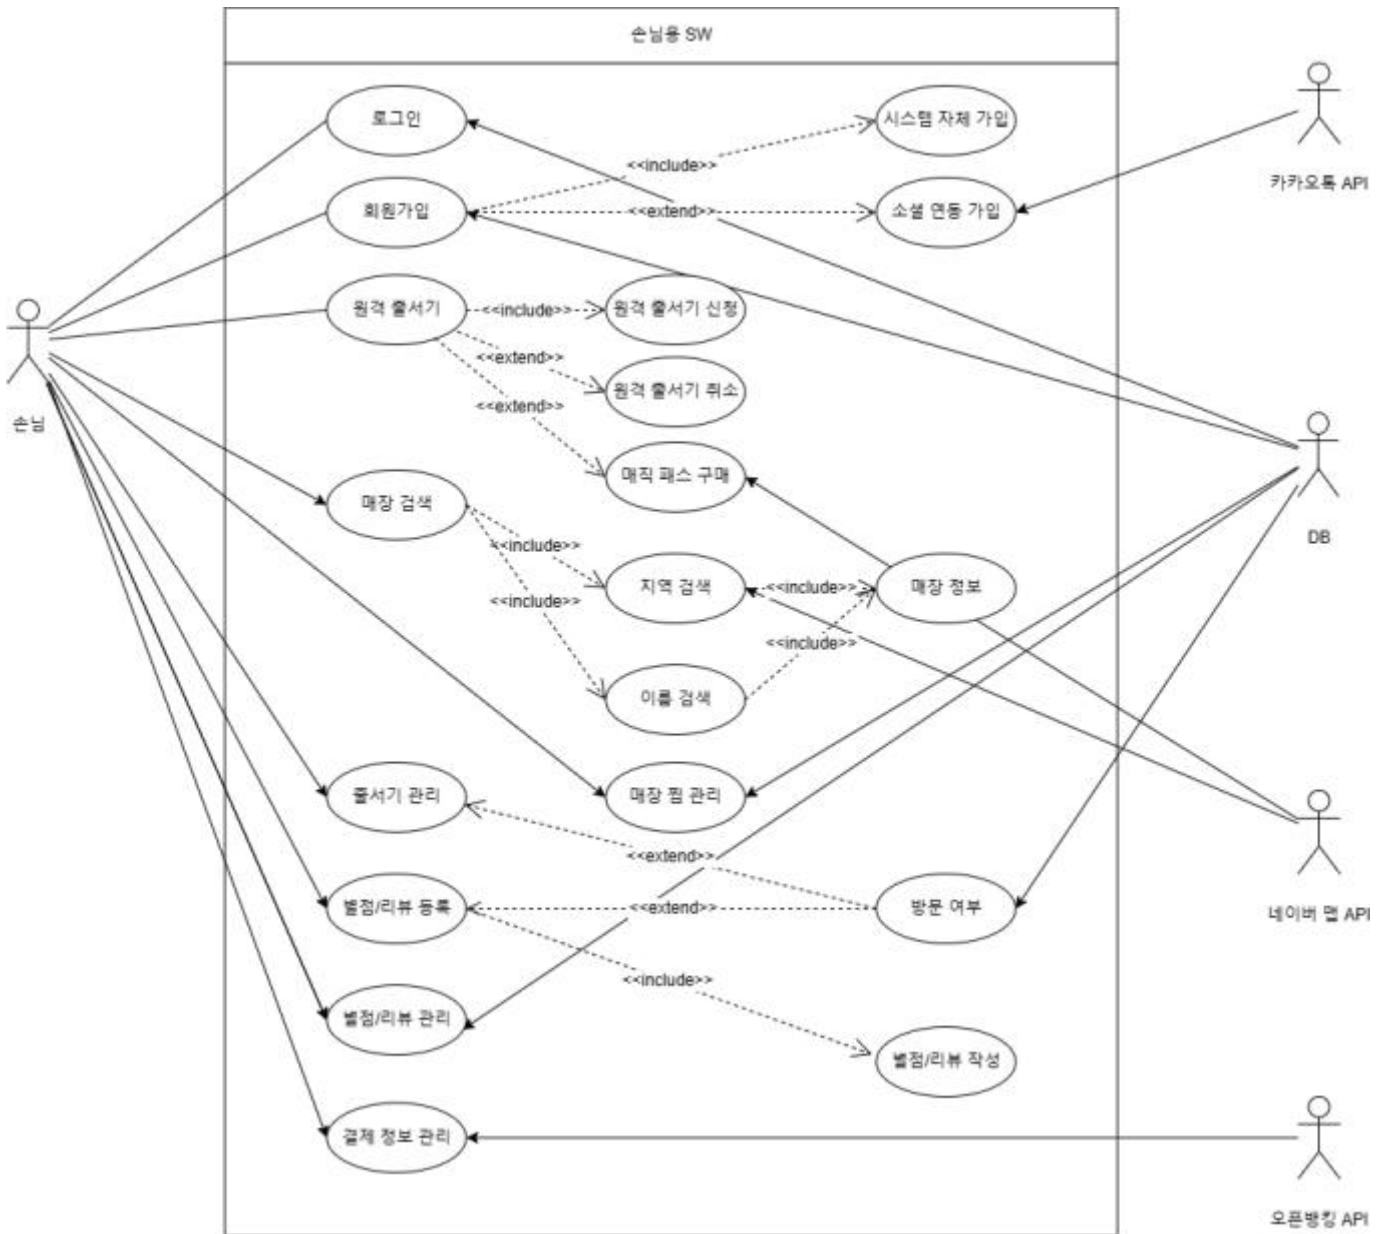 손님용 SW
로그인
시스템 자체 가입
<<include>>
카카오톡 API
회원가입
<<extend>>
소셜 연동 가입
원격 줄서기
<<include>>
원격 줄서기 신청
<<extend>>
원격 줄서기 취소
<<extend>>
손님
매직 패스 구매
매장 검색
DB
<<include>>
지역 검색
<<include>>
매장 정보
<<include>>
<<include>>
이름 검색
줄서기 관리
매장 찜 관리
<<extend>>
별점/리뷰 등록
<<extend>>
방문 여부
네이버 맵 API
<<include>>
별점/리뷰 관리
별점/리뷰 작성
결제 정보 관리
오픈뱅킹 API